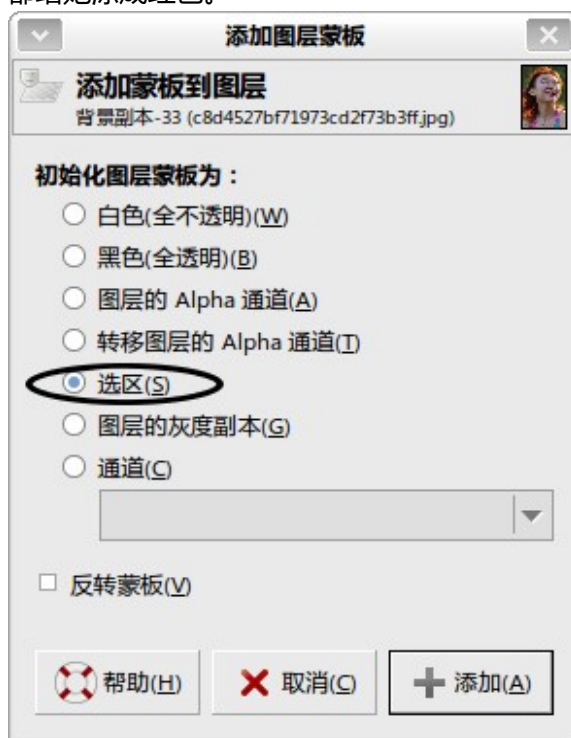 添加图层蒙板
添加蒙板到图层
背景副本-33 (c8d4527bf71973cd2f73b3ff.jpg)
初始化图层蒙板为：
白色(全不透明)(W)
黑色(全透明)(B)
图层的 Alpha 通道(A)
转移图层的 Alpha 通道(T)
选区(S)
图层的灰度副本(G)
通道(C)
反转蒙板(V)
帮助(H) 取消(C) 添加(A)